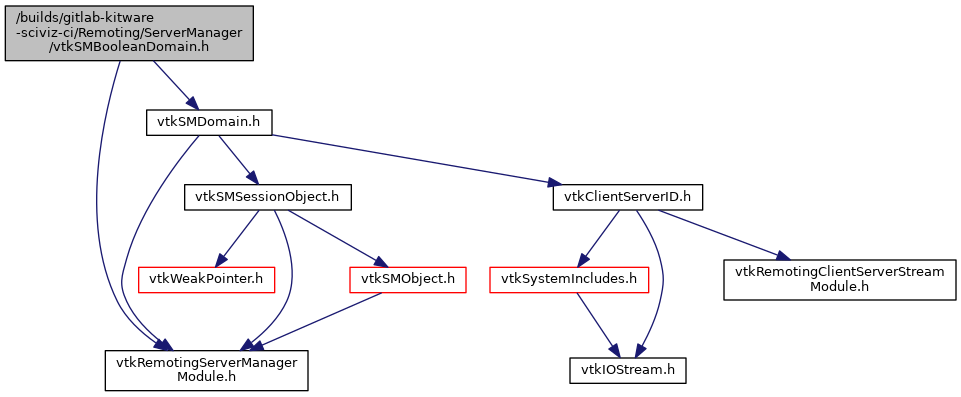 /builds/gitlab-kitware
-sciviz-ci/Remoting/ServerManager
/vtkSMBooleanDomain.h
vtkSMDomain.h
vtkSMSessionObject.h
vtkClientServerID.h
vtkWeakPointer.h
vtkSMObject.h
vtkSystemIncludes.h
vtkRemotingClientServerStream
Module.h
vtkRemotingServerManager
Module.h
vtkIOStream.h